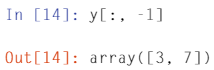 In [14]: y[:, -1]
Out[14]: array([3, 7])